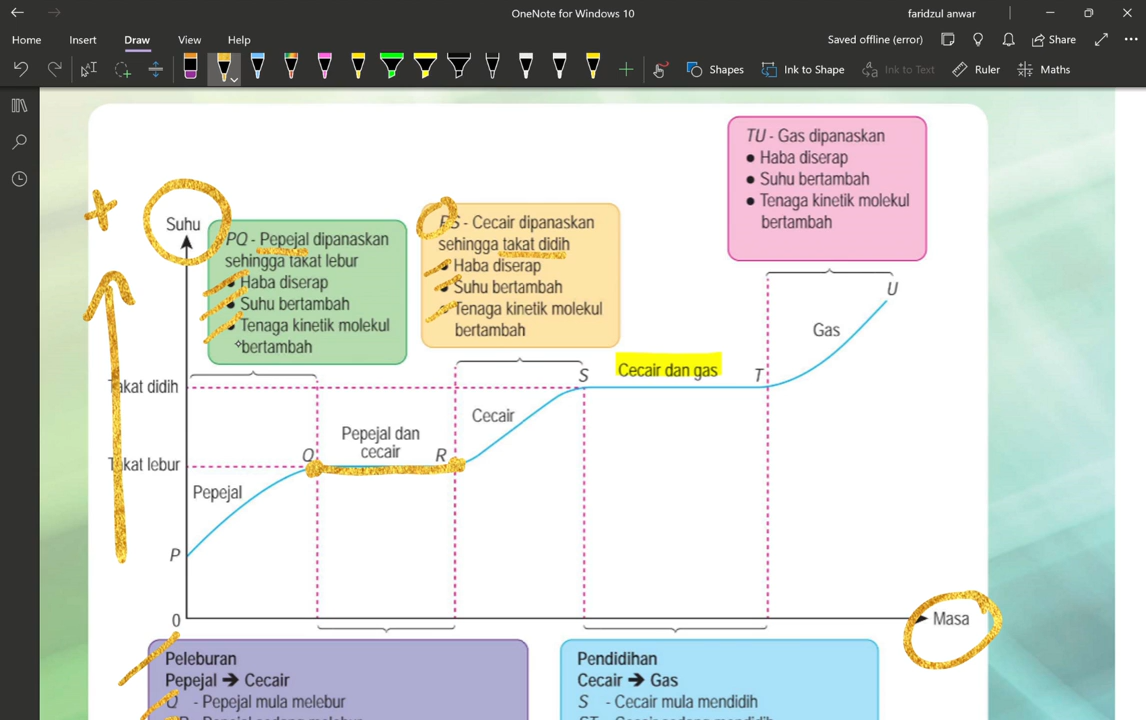 OneNote for Windows 10
faridzul anwar
Home Insert Draw View Help
Saved offline (error)
Share
Shapes
Ink to Shape
Ink to Text
Ruler
Maths
TU - Gas dipanaskan
• Haba diserap
• Suhu bertambah
• Tenaga kinetik molekul
bertambah
Suhu
PQ - Pepejal dipanaskan
sehingga takat lebur
• Haba diserap
• Suhu bertambah
• Tenaga kinetik molekul
bertambah
RS - Cecair dipanaskan
sehingga takat didih
• Haba diserap
• Suhu bertambah
• Tenaga kinetik molekul
bertambah
U
Gas
Takat didih
S
Cecair dan gas
T
Cecair
Pepejal dan
cecair
Takat lebur
Q
R
Pepejal
P
0
Masa
Peleburan
Pepejal ➔ Cecair
Q - Pepejal mula melebur
Pendidihan
Cecair ➔ Gas
S - Cecair mula mendidih